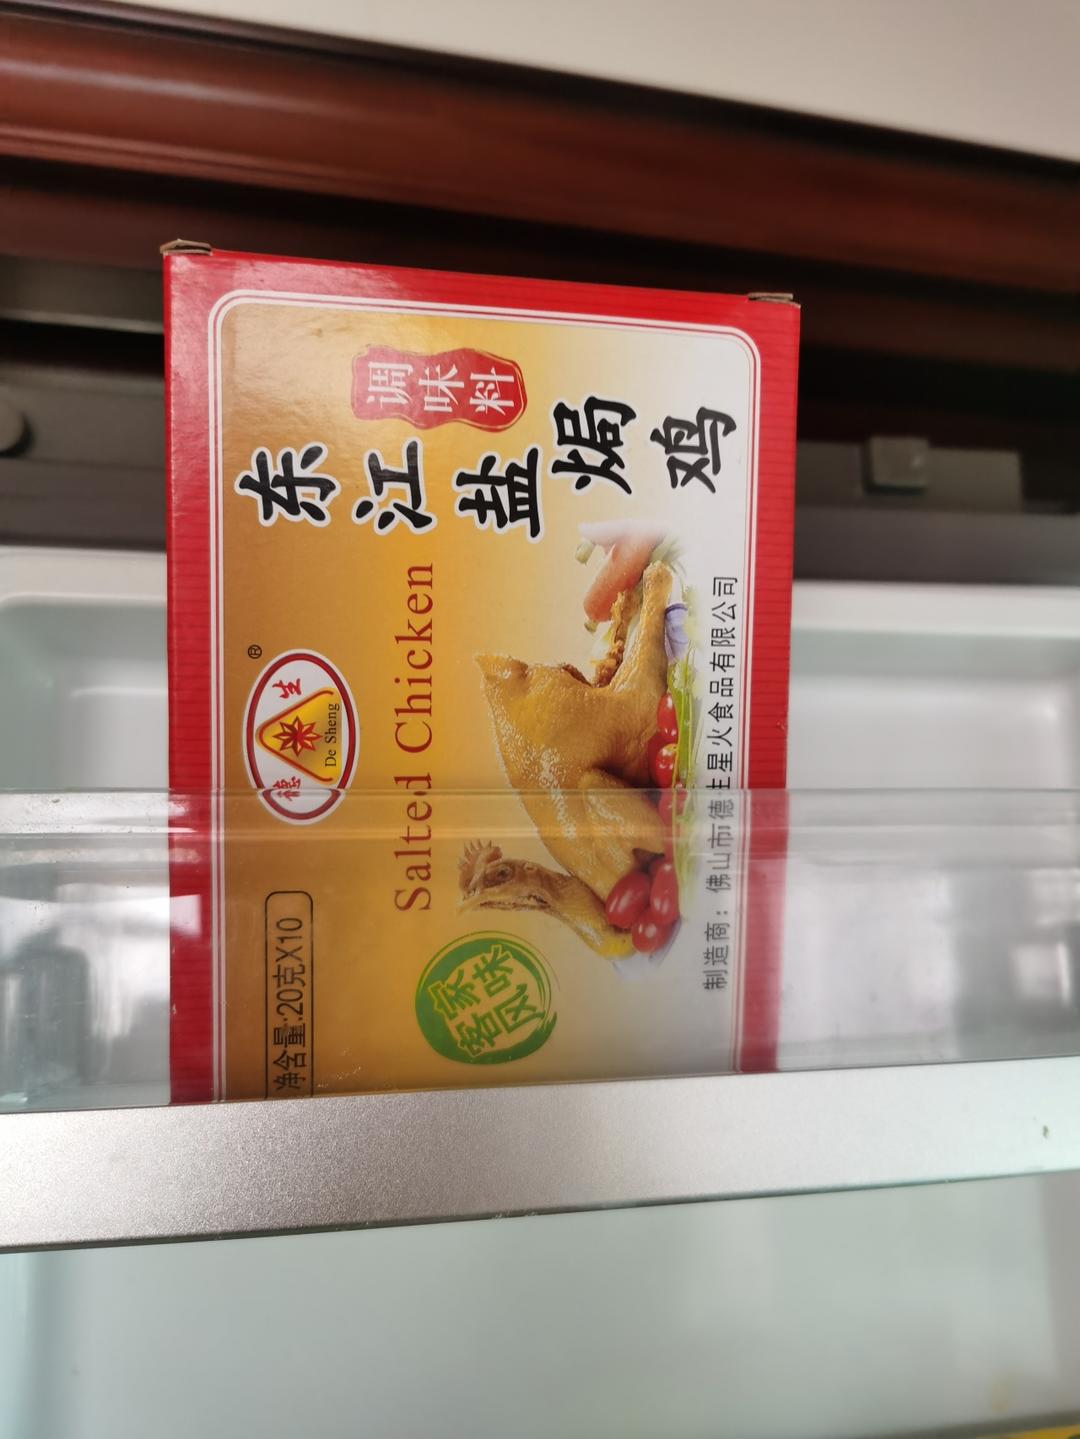 净含量:20克X10
德生
De Sheng
®
Salted Chicken
东江盐焗鸡
调味料
客家风味
制造商：佛山市德生星火食品有限公司